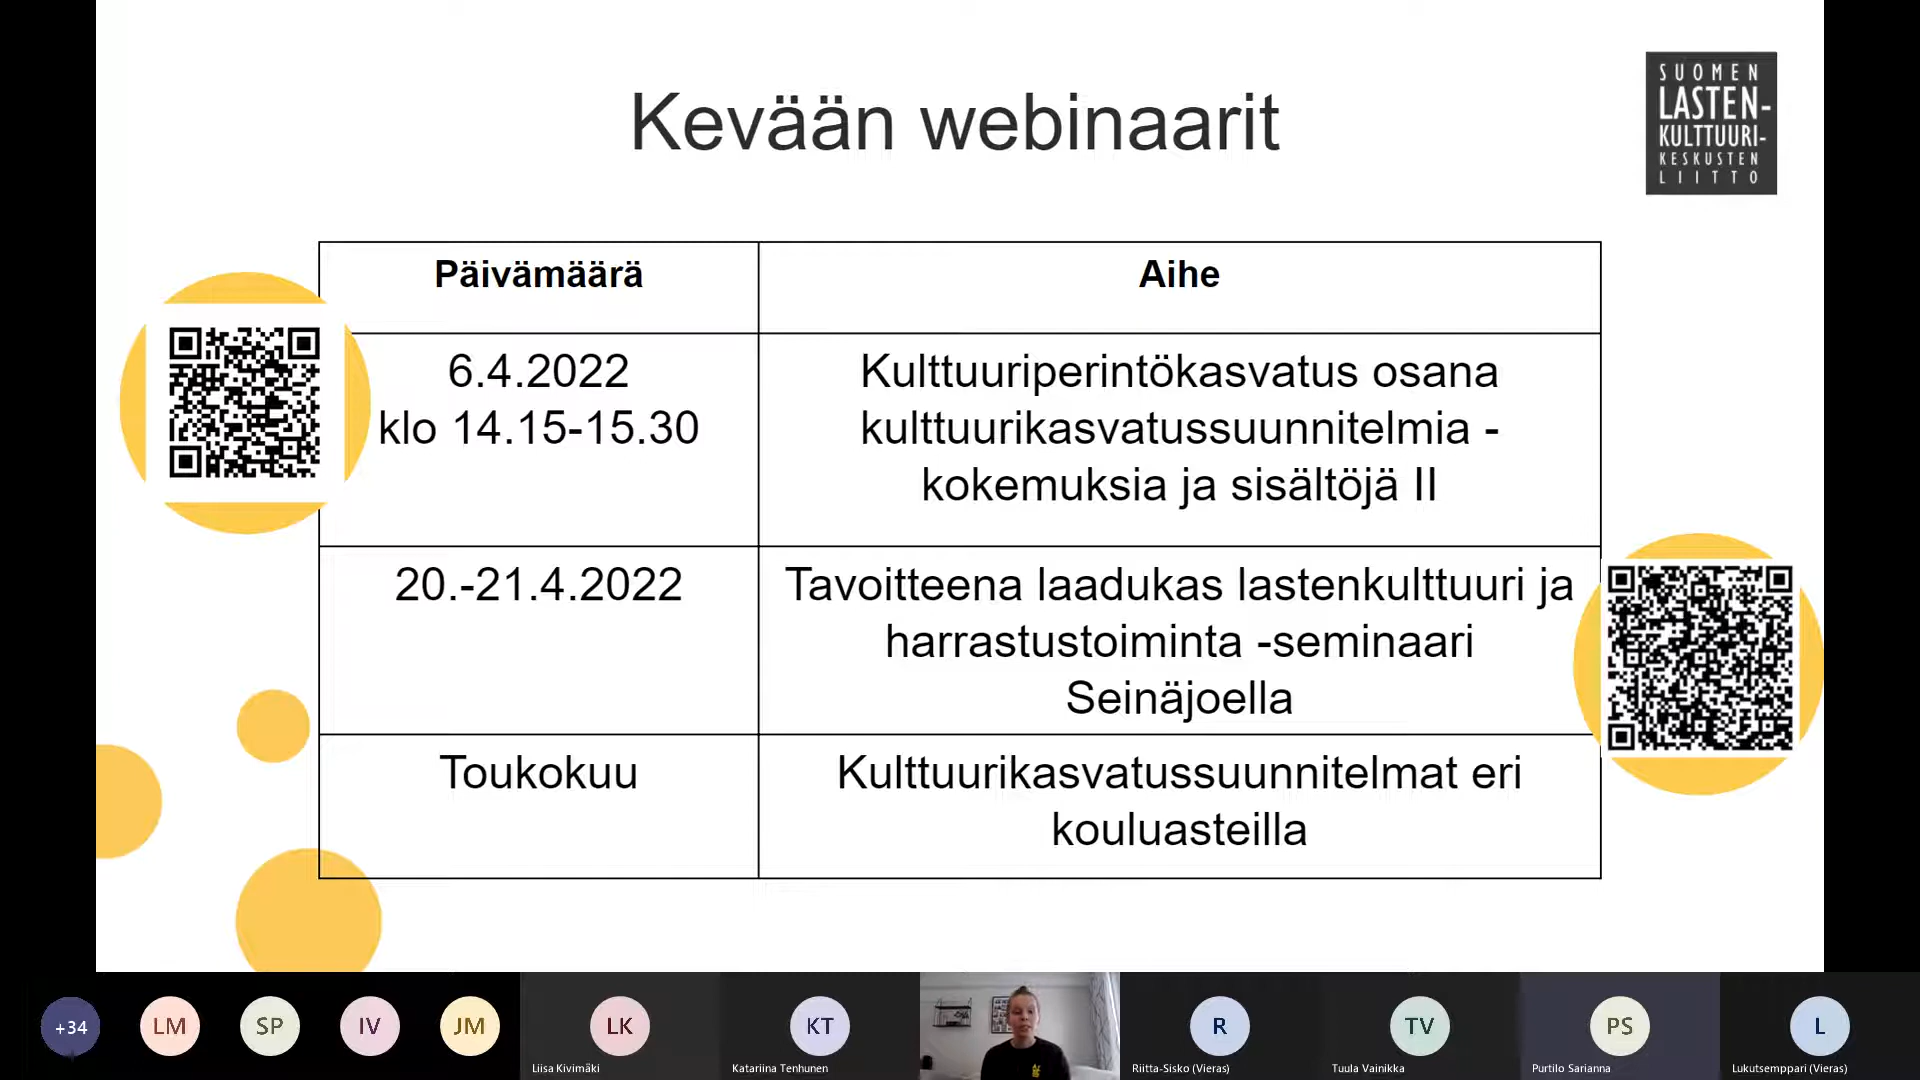 Kevään webinaarit
SUOMEN
LASTEN-
KULTTUURI-
KESKUSTEN
LIITTO
Päivämäärä
Aihe
6.4.2022
klo 14.15-15.30
Kulttuuriperintökasvatus osana
kulttuurikasvatussuunnitelmia -
kokemuksia ja sisältöjä II
20.-21.4.2022
Tavoitteena laadukas lastenkulttuuri ja
harrastustoiminta -seminaari
Seinäjoella
Toukokuu
Kulttuurikasvatussuunnitelmat eri
kouluasteilla
+34
LM
SP
IV
JM
LK
Liisa Kivimäki
KT
Katariina Tenhunen
R
Riitta-Sisko (Vieras)
TV
Tuula Vainikka
PS
Purtilo Sarianna
L
Lukutsemppari (Vieras)